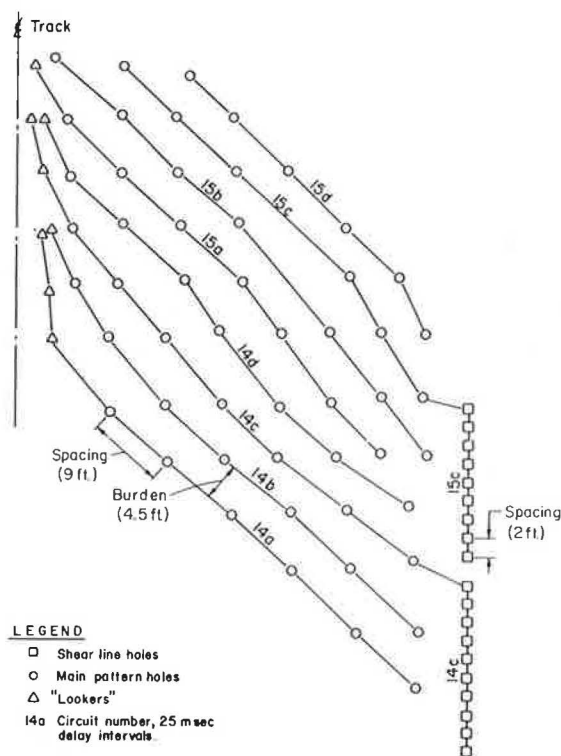 ℄ Track
15d
15b
15c
15a
14d
14c
Spacing
(9 ft.)
15c
Burden
(4.5 ft)
14b
Spacing
(2 ft.)
14a
14c
LEGEND
□ Shear line holes
○ Main pattern holes
△ "Lookers"
14a Circuit number, 25 msec
delay intervals.